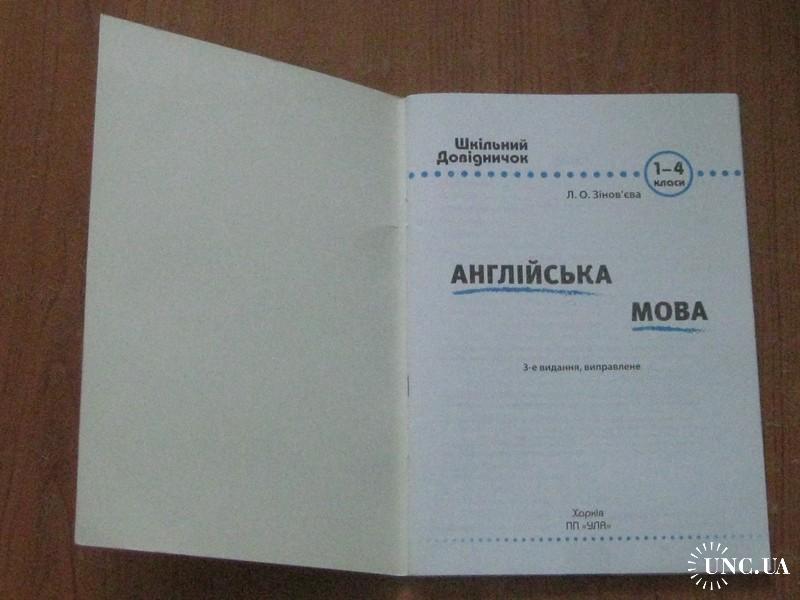 Шкільний
Довідничок
1–4
класи
Л. О. Зінов'єва
АНГЛІЙСЬКА
МОВА
3-е видання, виправлене
Харків
ПП «УЛА»
UNC.UA